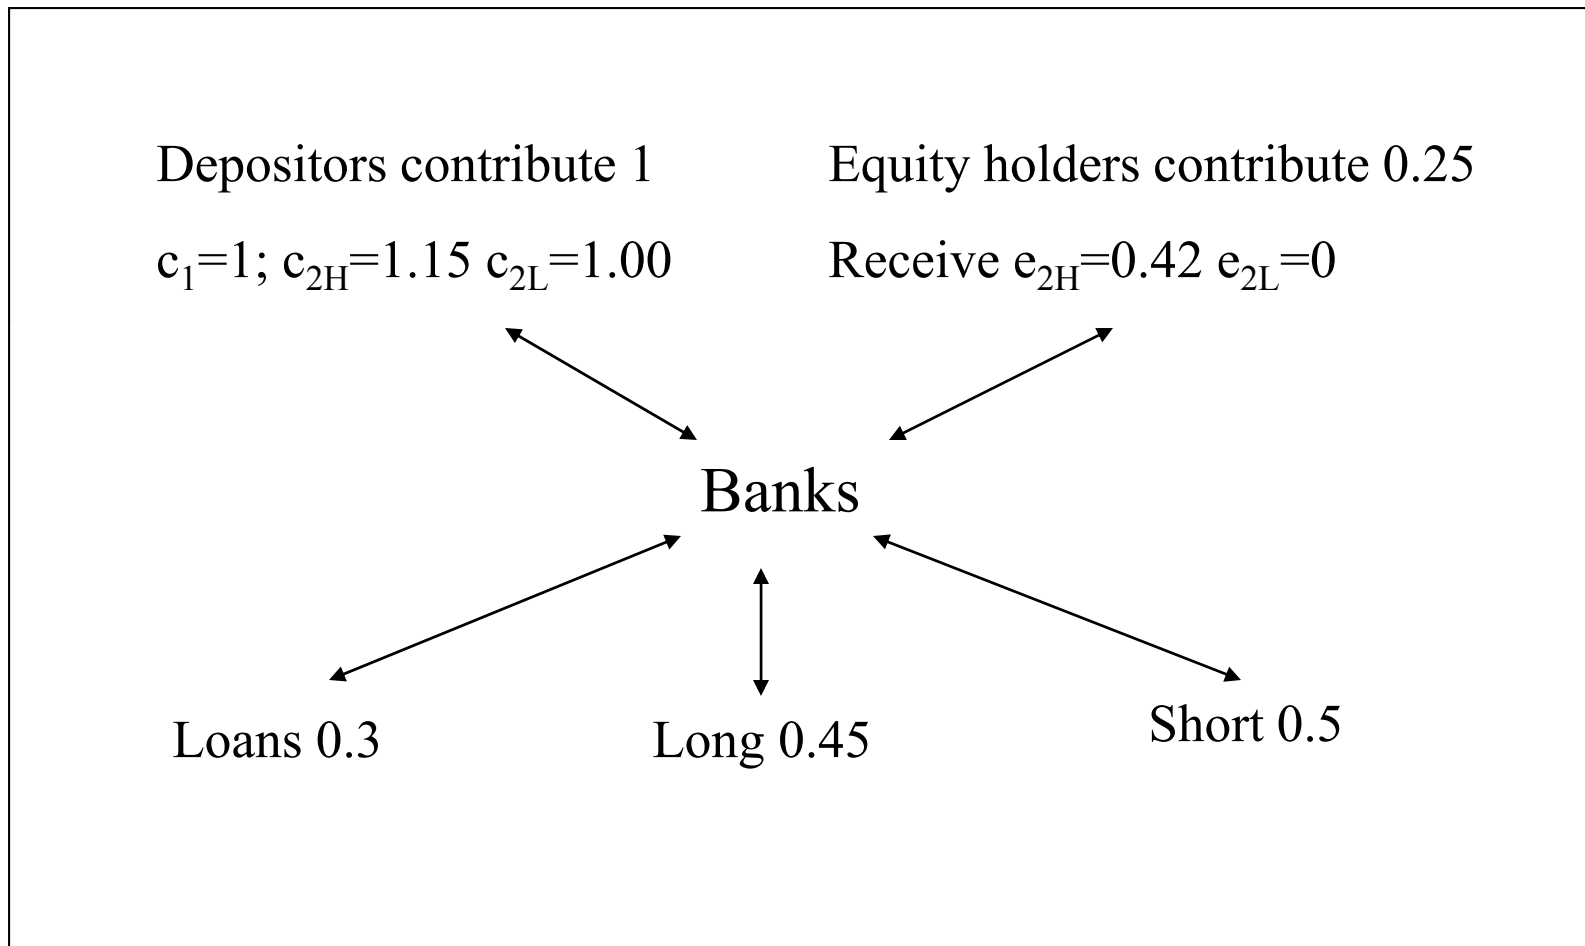 Depositors contribute 1
c₁=1; c₂H=1.15 c₂L=1.00
Equity holders contribute 0.25
Receive e₂H=0.42 e₂L=0
Banks
Loans 0.3
Long 0.45
Short 0.5